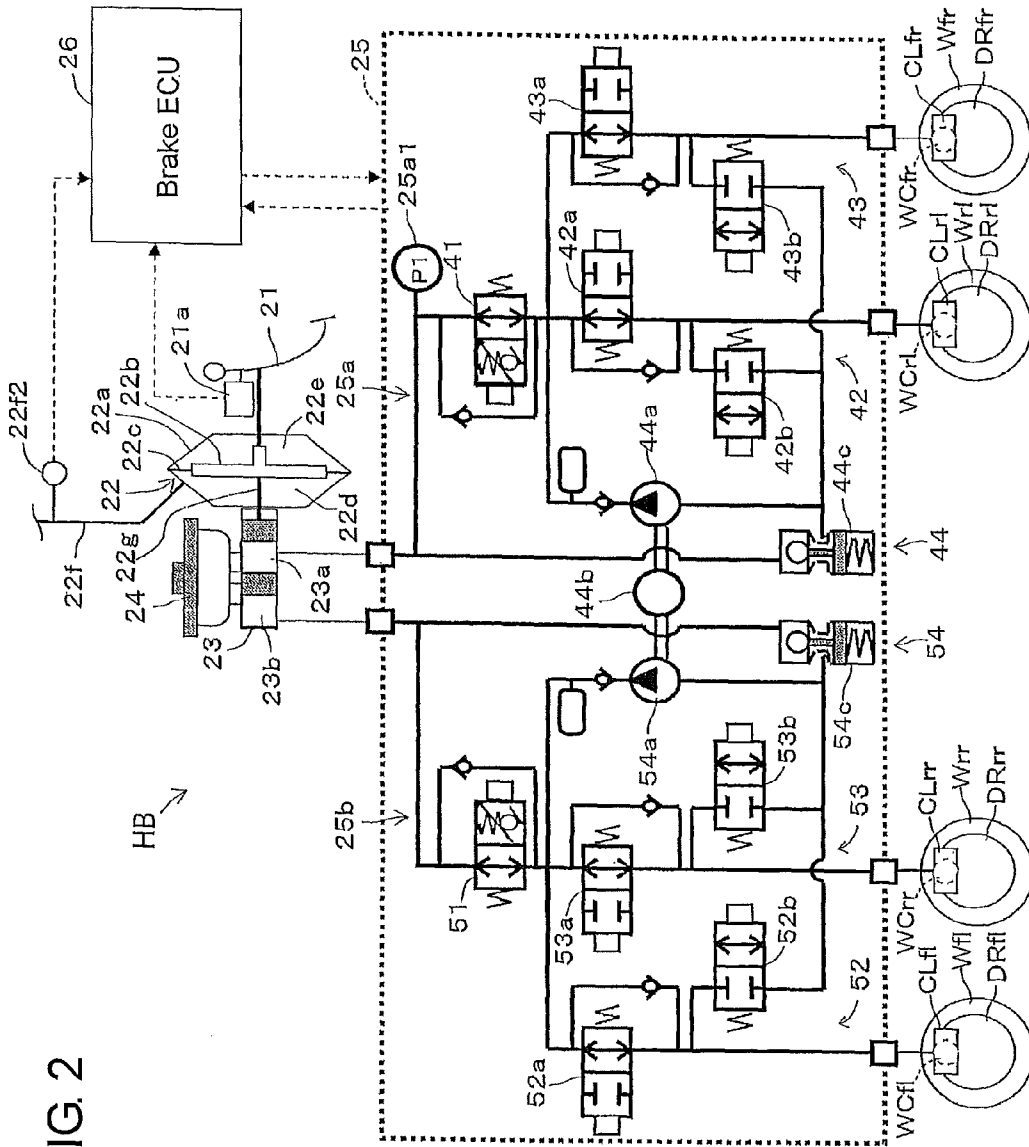 IG. 2
HB
22f2
22f
22
22c
22a
22b
22g
22d
22e
21a
21
24
23
23a
23b
26
Brake ECU
25
25b
25a
25a1
P1
41
51
43a
42a
43b
42b
43
42
53a
52a
53b
52b
53
52
44a
44b
44c
44
54a
54c
54
WCfl
CLfl
Wfl
DRfl
WCrr
CLrr
Wrr
DRrr
WCrl
CLrl
Wrl
DRrl
WCfr
CLfr
Wfr
DRfr